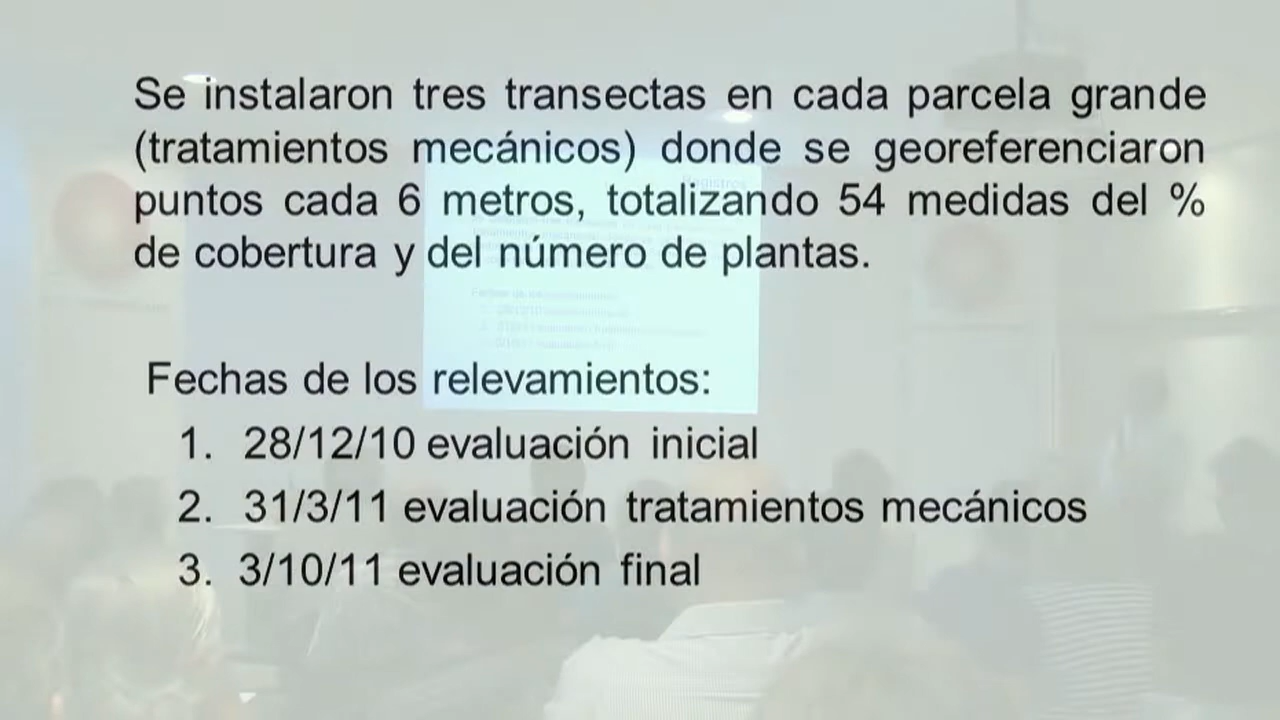 Se instalaron tres transectas en cada parcela grande
(tratamientos mecánicos) donde se georeferenciaron
puntos cada 6 metros, totalizando 54 medidas del %
de cobertura y del número de plantas.
Fechas de los relevamientos:
1. 28/12/10 evaluación inicial
2. 31/3/11 evaluación tratamientos mecánicos
3. 3/10/11 evaluación final
Registros